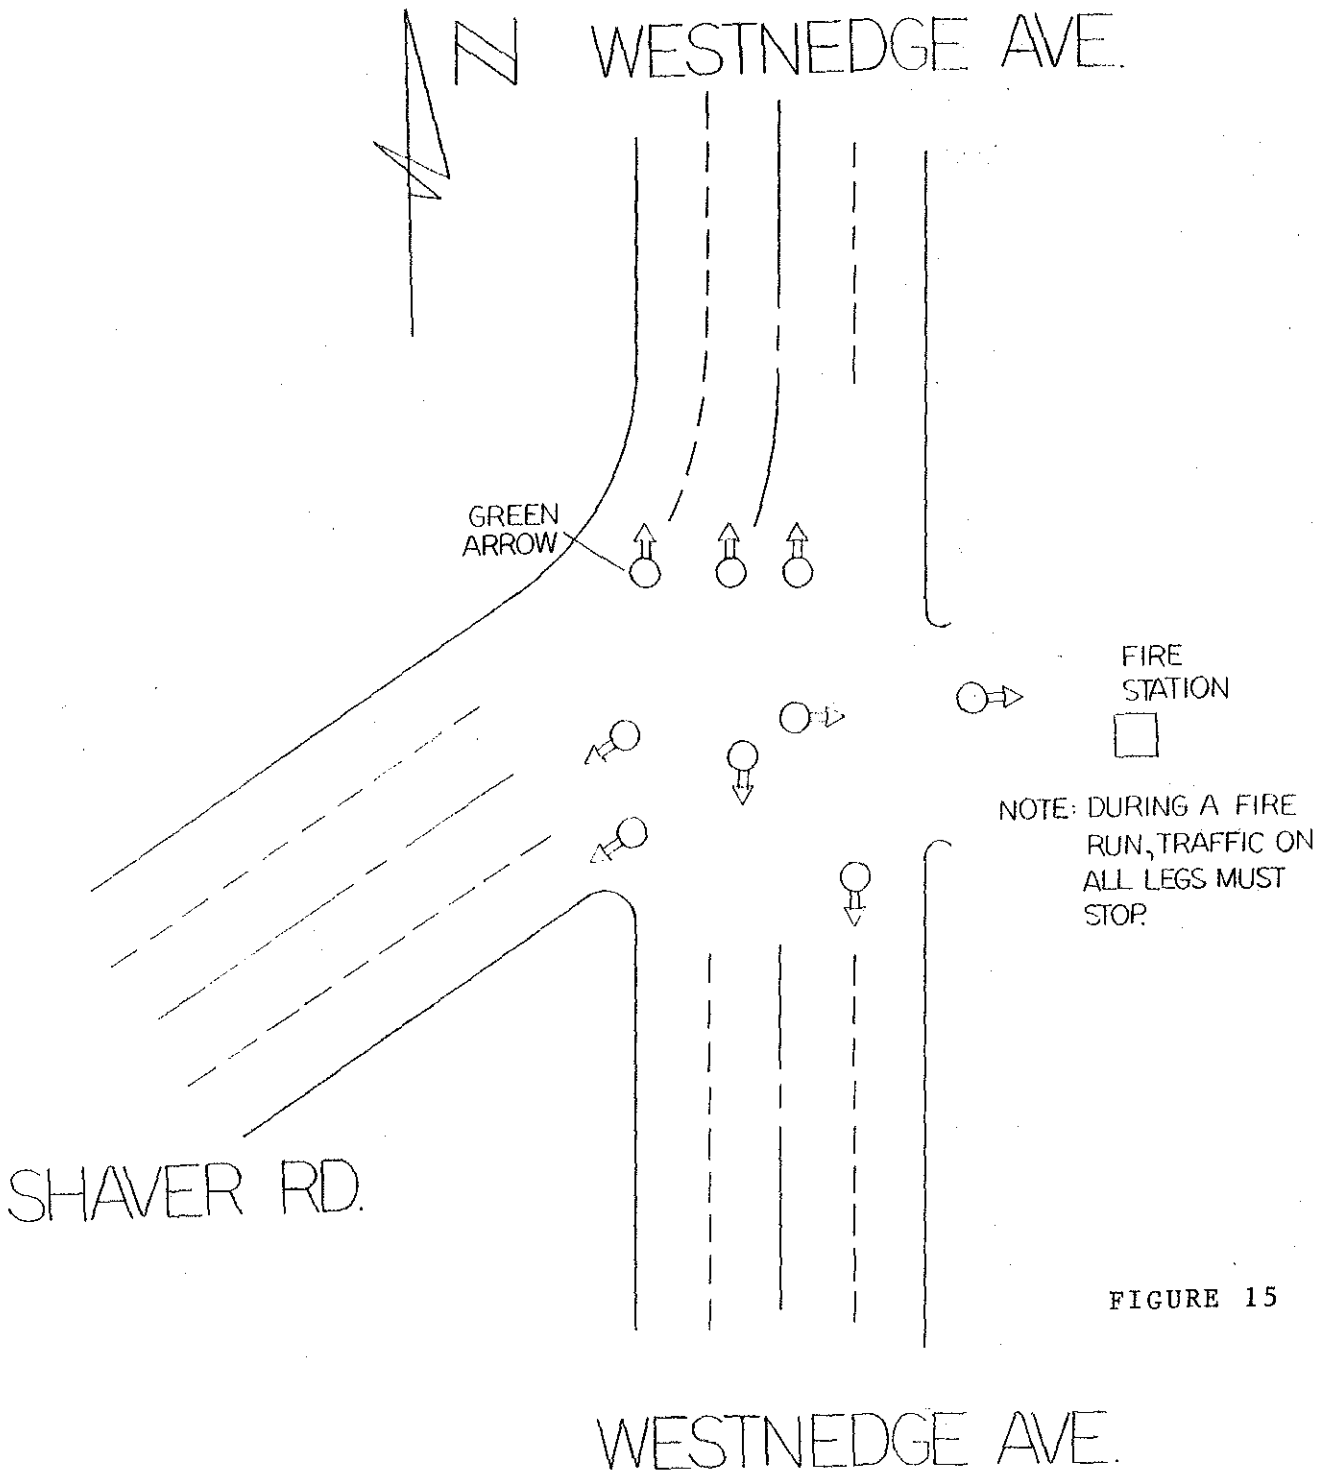 N
WESTNEDGE AVE.
GREEN
ARROW
FIRE
STATION
NOTE: DURING A FIRE
RUN, TRAFFIC ON
ALL LEGS MUST
STOP.
SHAVER RD.
FIGURE 15
WESTNEDGE AVE.